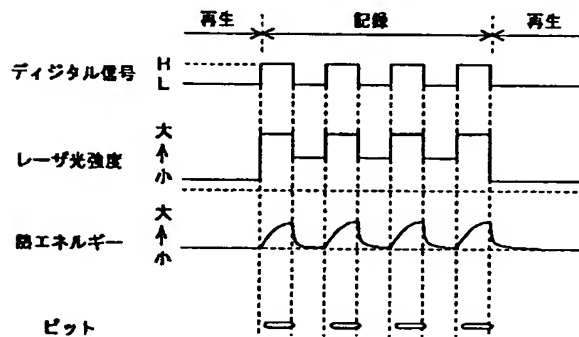 再生 記録 再生
ディジタル信号 H
L
レーザ光強度 大
小
熱エネルギー 大
小
ピット